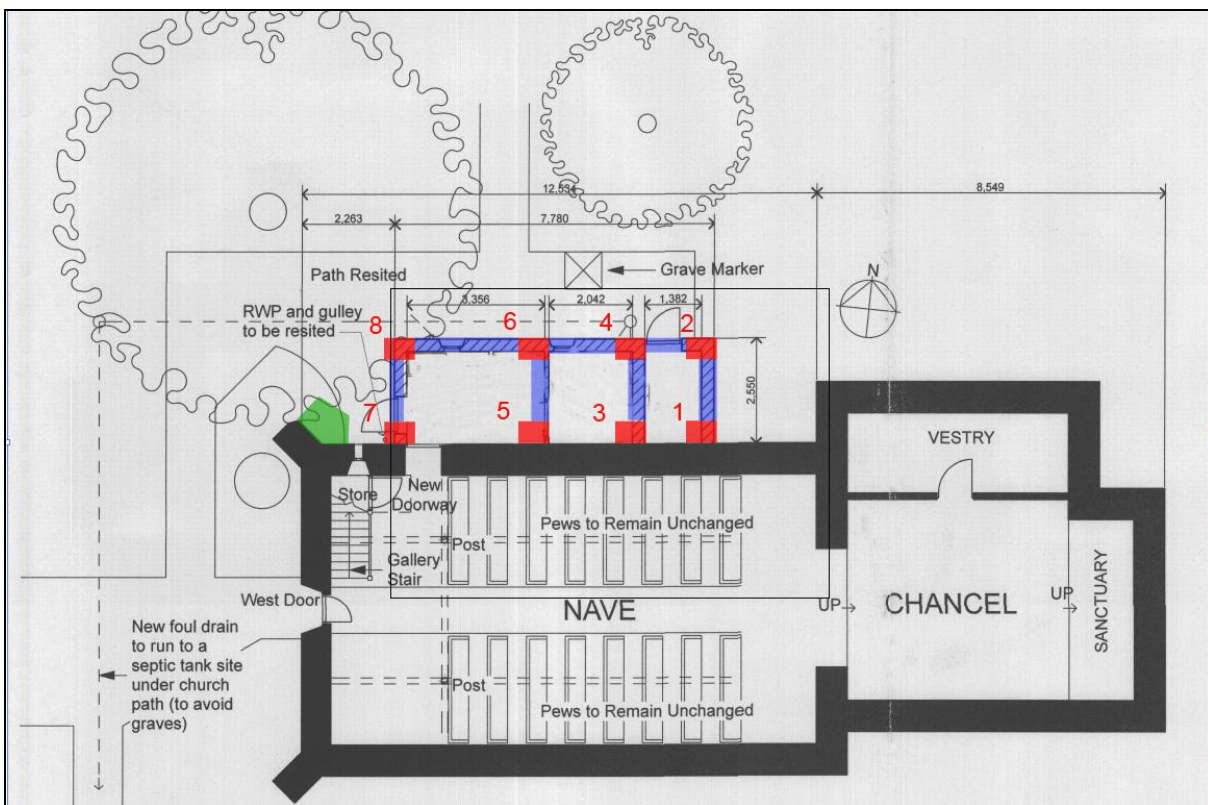 12,534
8,549
2,263
7,780
Path Resited
Grave Marker
N
3,356
2,042
1,382
RWP and gulley
to be resited
8
6
4
2
2,550
7
5
3
1
VESTRY
Store
New
Doorway
Pews to Remain Unchanged
Post
Gallery
Stair
West Door
NAVE
UP
CHANCEL
UP
SANCTUARY
New foul drain
to run to a
septic tank site
under church
path (to avoid
graves)
Post
Pews to Remain Unchanged